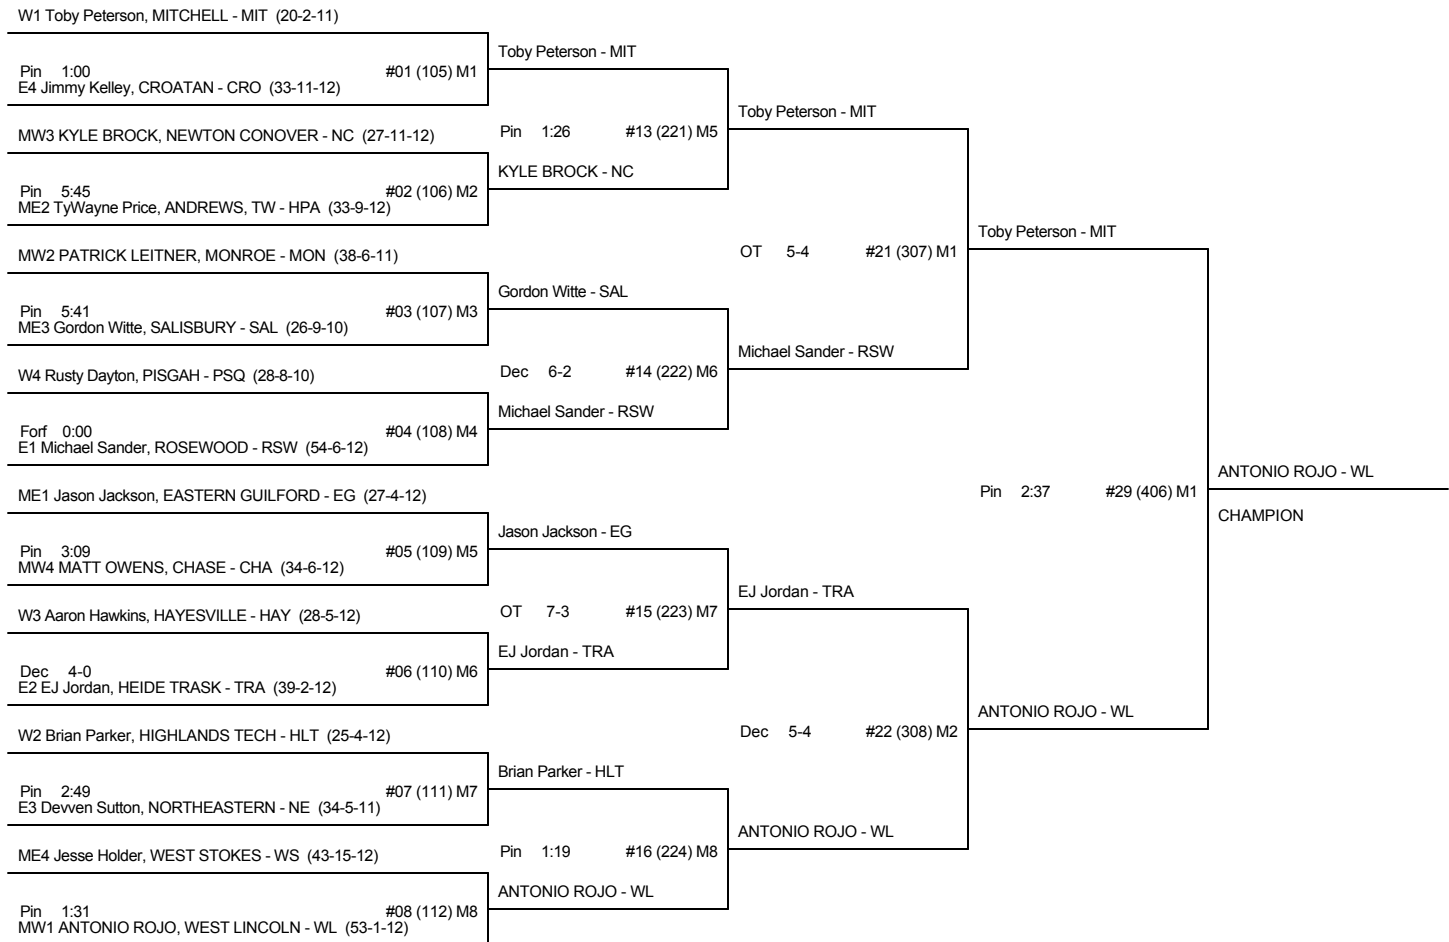 W1 Toby Peterson, MITCHELL - MIT (20-2-11)
Toby Peterson - MIT
Pin 1:00 #01 (105) M1
E4 Jimmy Kelley, CROATAN - CRO (33-11-12)
Toby Peterson - MIT
MW3 KYLE BROCK, NEWTON CONOVER - NC (27-11-12)
Pin 1:26 #13 (221) M5
KYLE BROCK - NC
Pin 5:45 #02 (106) M2
ME2 TyWayne Price, ANDREWS, TW - HPA (33-9-12)
Toby Peterson - MIT
MW2 PATRICK LEITNER, MONROE - MON (38-6-11)
OT 5-4 #21 (307) M1
Gordon Witte - SAL
Pin 5:41 #03 (107) M3
ME3 Gordon Witte, SALISBURY - SAL (26-9-10)
Michael Sander - RSW
W4 Rusty Dayton, PISGAH - PSQ (28-8-10)
Dec 6-2 #14 (222) M6
Michael Sander - RSW
Forf 0:00 #04 (108) M4
E1 Michael Sander, ROSEWOOD - RSW (54-6-12)
ANTONIO ROJO - WL
ME1 Jason Jackson, EASTERN GUILFORD - EG (27-4-12)
Pin 2:37 #29 (406) M1
CHAMPION
Jason Jackson - EG
Pin 3:09 #05 (109) M5
MW4 MATT OWENS, CHASE - CHA (34-6-12)
EJ Jordan - TRA
W3 Aaron Hawkins, HAYESVILLE - HAY (28-5-12)
OT 7-3 #15 (223) M7
EJ Jordan - TRA
Dec 4-0 #06 (110) M6
E2 EJ Jordan, HEIDE TRASK - TRA (39-2-12)
ANTONIO ROJO - WL
W2 Brian Parker, HIGHLANDS TECH - HLT (25-4-12)
Dec 5-4 #22 (308) M2
Brian Parker - HLT
Pin 2:49 #07 (111) M7
E3 Devven Sutton, NORTHEASTERN - NE (34-5-11)
ANTONIO ROJO - WL
ME4 Jesse Holder, WEST STOKES - WS (43-15-12)
Pin 1:19 #16 (224) M8
ANTONIO ROJO - WL
Pin 1:31 #08 (112) M8
MW1 ANTONIO ROJO, WEST LINCOLN - WL (53-1-12)